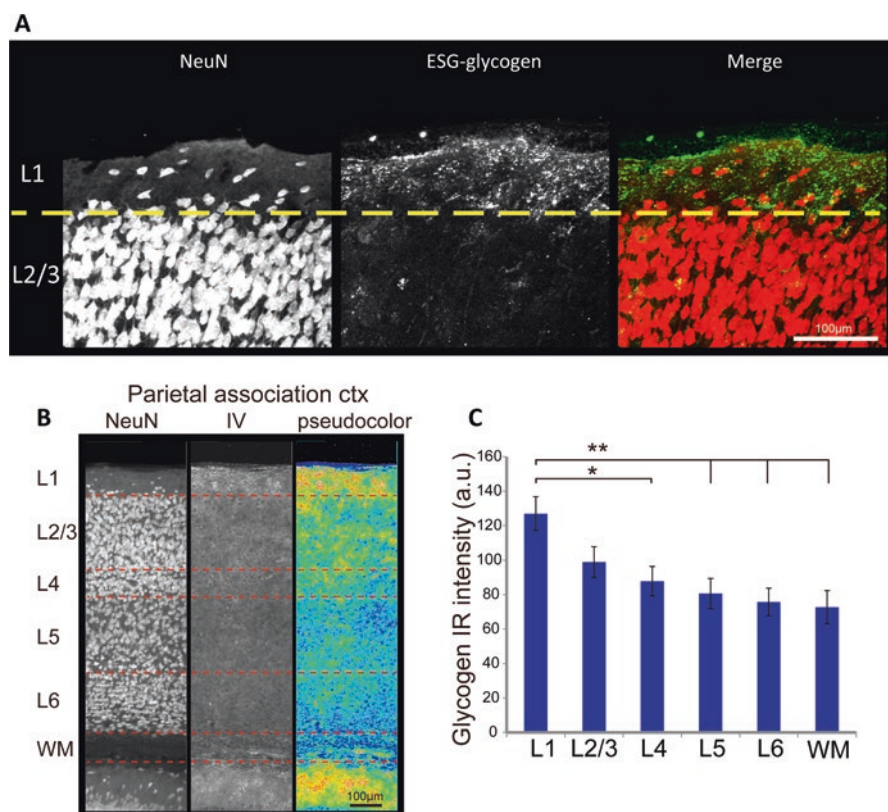 A
NeuN ESG-glycogen Merge
L1
L2/3
100μm
B
Parietal association ctx
NeuN IV pseudocolor
L1
L2/3
L4
L5
L6
WM
100μm
C
Glycogen IR intensity (a.u.)
160
140
120
100
80
60
40
20
0
**
*
L1 L2/3 L4 L5 L6 WM